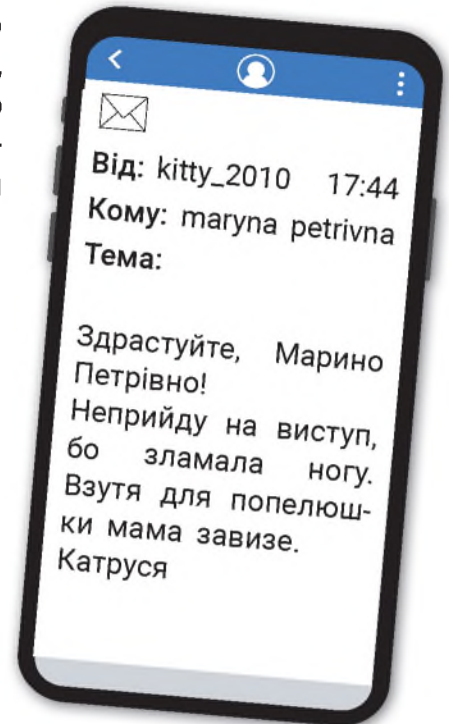 Від: kitty_2010 17:44
Кому: maryna petrivna
Тема:
Здрастуйте, Марино
Петрівно!
Неприйду на виступ,
бо зламала ногу.
Взутя для попелюш-
ки мама завизе.
Катруся